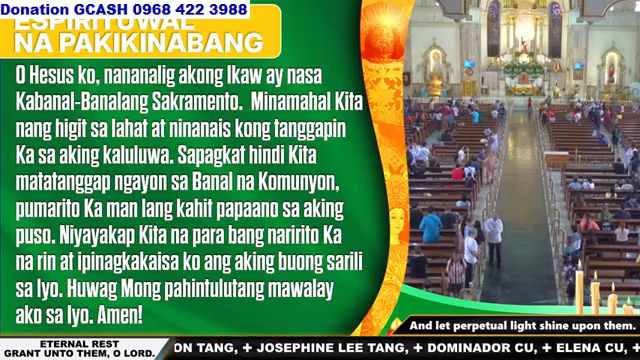 Donation GCASH 0968 422 3988
ESPIRITUWAL
NA PAKIKINABANG
O Hesus ko, nananalig akong Ikaw ay nasa
Kabanal-Banalang Sakramento. Minamahal Kita
nang higit sa lahat at ninanais kong tanggapin
Ka sa aking kaluluwa. Sapagkat hindi Kita
matatanggap ngayon sa Banal na Komunyon,
pumarito Ka man lang kahit papaano sa aking
puso. Niyayakap Kita na para bang naririto Ka
na rin at ipinagkakaisa ko ang aking buong sarili
sa Iyo. Huwag Mong pahintulutang mawalay
ako sa Iyo. Amen!
And let perpetual light shine upon them.
ETERNAL REST
GRANT UNTO THEM, O LORD.
ON TANG, + JOSEPHINE LEE TANG, + DOMINADOR CU, + ELENA CU, +